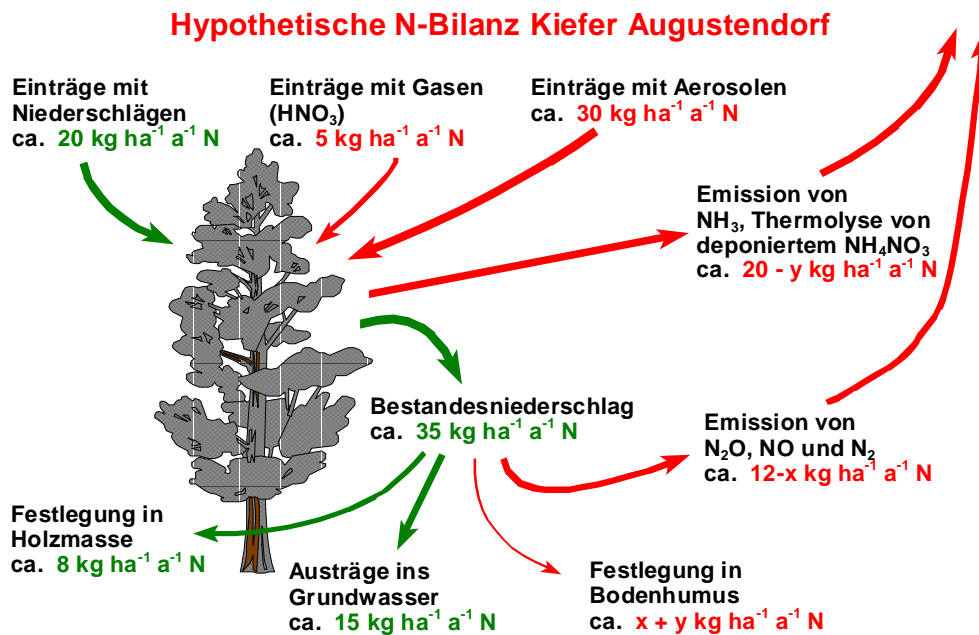 Hypothetische N-Bilanz Kiefer Augustendorf
Einträge mit
Niederschlägen
ca. 20 kg ha⁻¹ a⁻¹ N
Einträge mit Gasen
(HNO₃)
ca. 5 kg ha⁻¹ a⁻¹ N
Einträge mit Aerosolen
ca. 30 kg ha⁻¹ a⁻¹ N
Emission von
NH₃, Thermolyse von
deponiertem NH₄NO₃
ca. 20 - y kg ha⁻¹ a⁻¹ N
Bestandesniederschlag
ca. 35 kg ha⁻¹ a⁻¹ N
Emission von
N₂O, NO und N₂
ca. 12-x kg ha⁻¹ a⁻¹ N
Festlegung in
Holzmasse
ca. 8 kg ha⁻¹ a⁻¹ N
Austräge ins
Grundwasser
ca. 15 kg ha⁻¹ a⁻¹ N
Festlegung in
Bodenhumus
ca. x + y kg ha⁻¹ a⁻¹ N